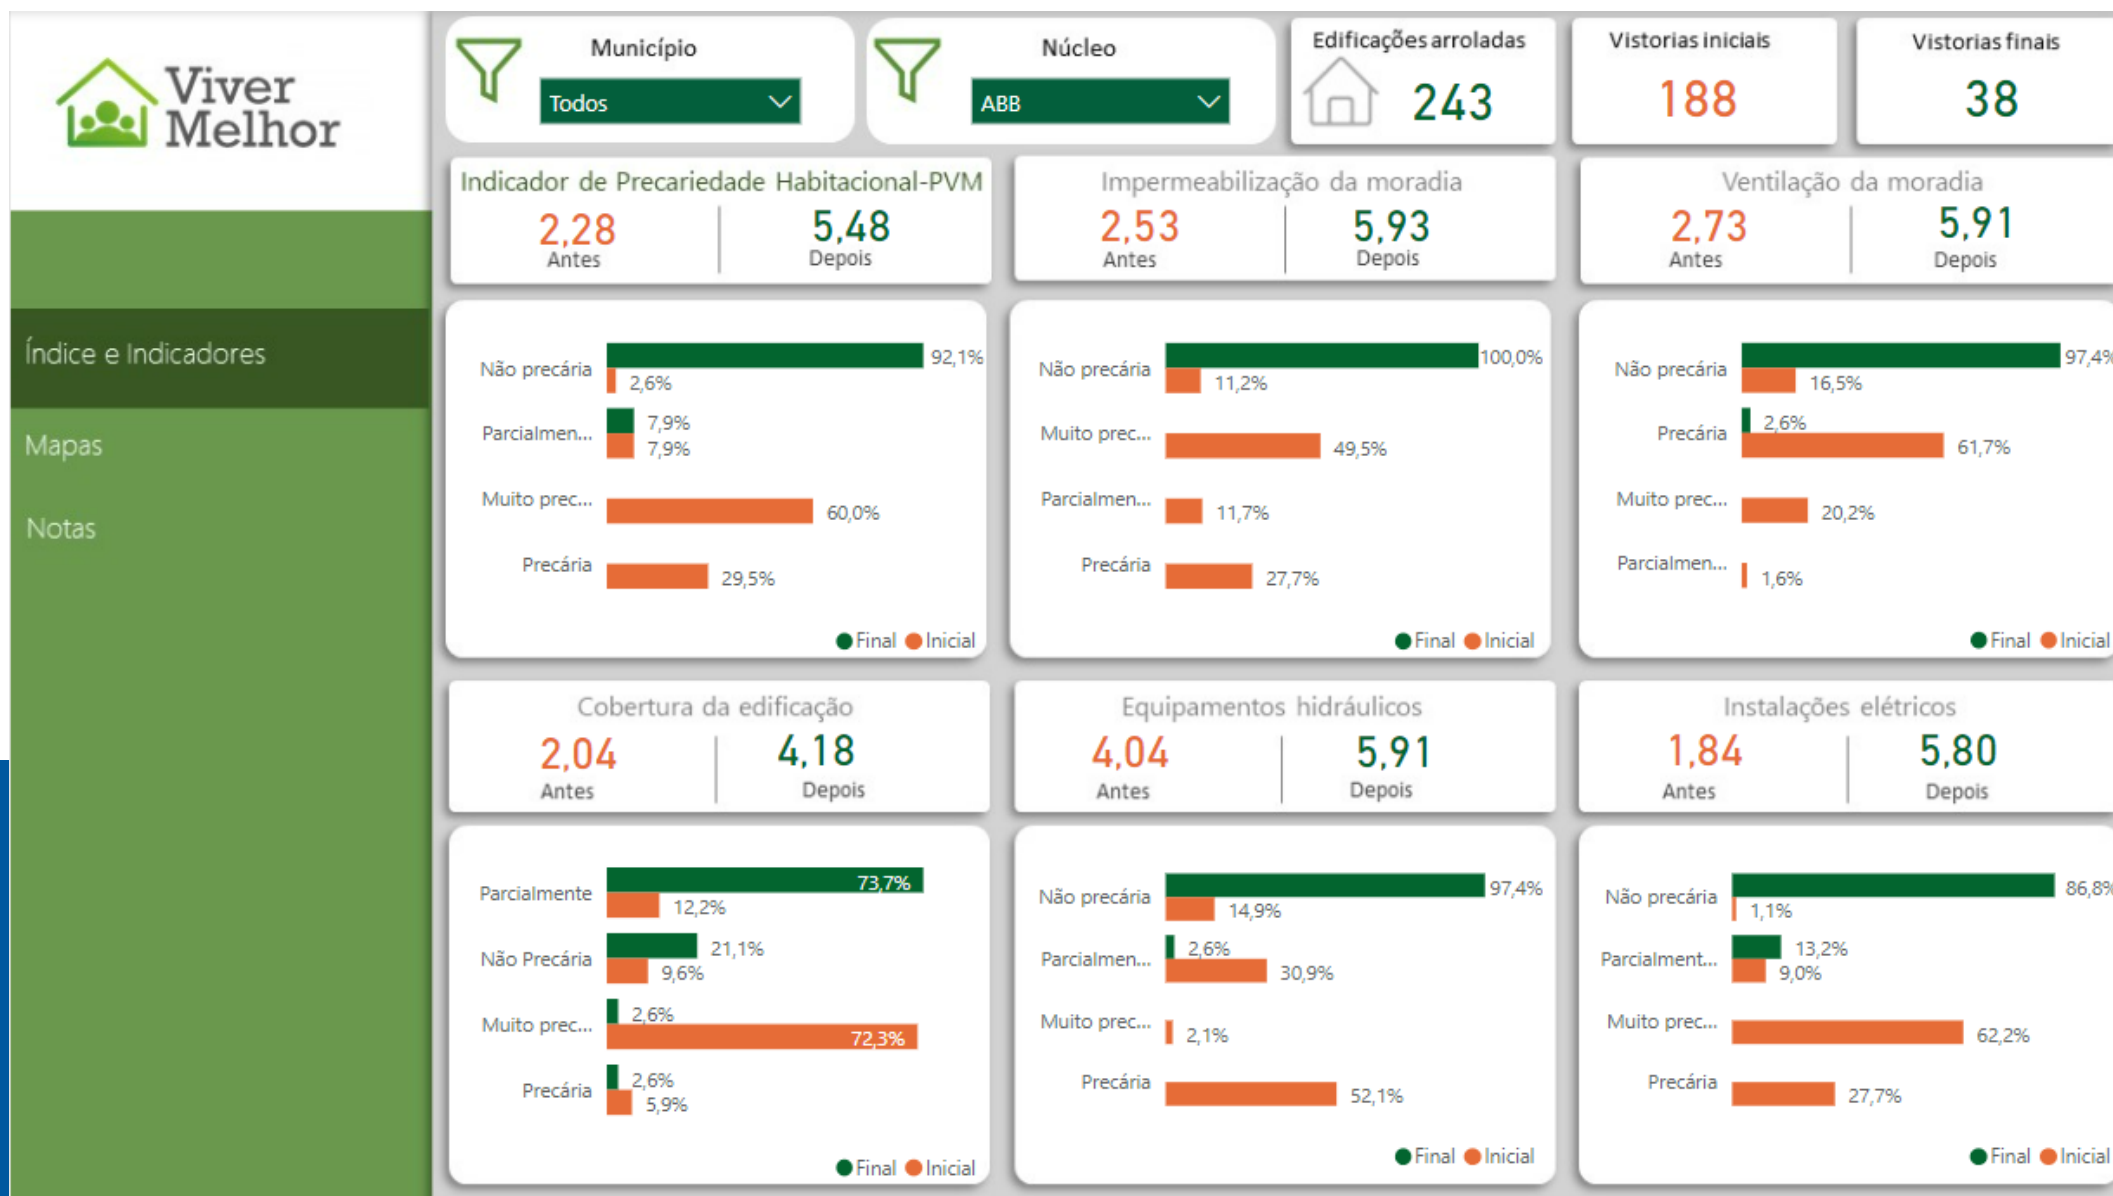 Viver
Melhor
Município
Todos
Núcleo
ABB
Edificações arroladas
243
Vistorias iniciais
188
Vistorias finais
38
Índice e Indicadores
Mapas
Notas
Indicador de Precariedade Habitacional-PVM
2,28
Antes
5,48
Depois
Impermeabilização da moradia
2,53
Antes
5,93
Depois
Ventilação da moradia
2,73
Antes
5,91
Depois
Não precária
92,1%
2,6%
Parcialmen...
7,9%
7,9%
Muito prec...
60,0%
Precária
29,5%
Final Inicial
Não precária
100,0%
11,2%
Muito prec...
49,5%
Parcialmen...
11,7%
Precária
27,7%
Final Inicial
Não precária
97,4%
16,5%
Precária
2,6%
61,7%
Muito prec...
20,2%
Parcialmen...
1,6%
Final Inicial
Cobertura da edificação
2,04
Antes
4,18
Depois
Equipamentos hidráulicos
4,04
Antes
5,91
Depois
Instalações elétricos
1,84
Antes
5,80
Depois
Parcialmente
73,7%
12,2%
Não Precária
21,1%
9,6%
Muito prec...
2,6%
72,3%
Precária
2,6%
5,9%
Final Inicial
Não precária
97,4%
14,9%
Parcialmen...
2,6%
30,9%
Muito prec...
2,1%
Precária
52,1%
Final Inicial
Não precária
86,8%
1,1%
Parcialment...
13,2%
9,0%
Muito prec...
62,2%
Precária
27,7%
Final Inicial